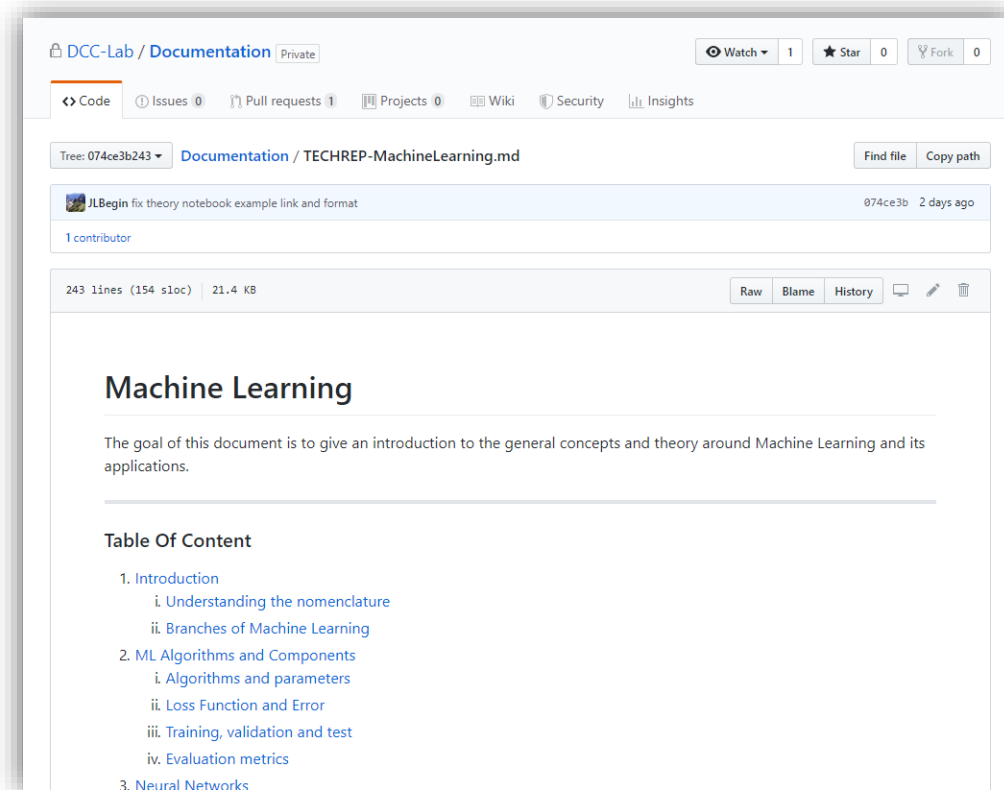 DCC-Lab / Documentation Private
Watch 1 Star 0 Fork 0
Code Issues 0 Pull requests 1 Projects 0 Wiki Security Insights
Tree: 074ce3b243 Documentation / TECHREP-MachineLearning.md Find file Copy path
JLBegin fix theory notebook example link and format 074ce3b 2 days ago
1 contributor
243 lines (154 sloc) 21.4 KB Raw Blame History
Machine Learning
The goal of this document is to give an introduction to the general concepts and theory around Machine Learning and its
applications.
Table Of Content
1. Introduction
i. Understanding the nomenclature
ii. Branches of Machine Learning
2. ML Algorithms and Components
i. Algorithms and parameters
ii. Loss Function and Error
iii. Training, validation and test
iv. Evaluation metrics
3. Neural Networks